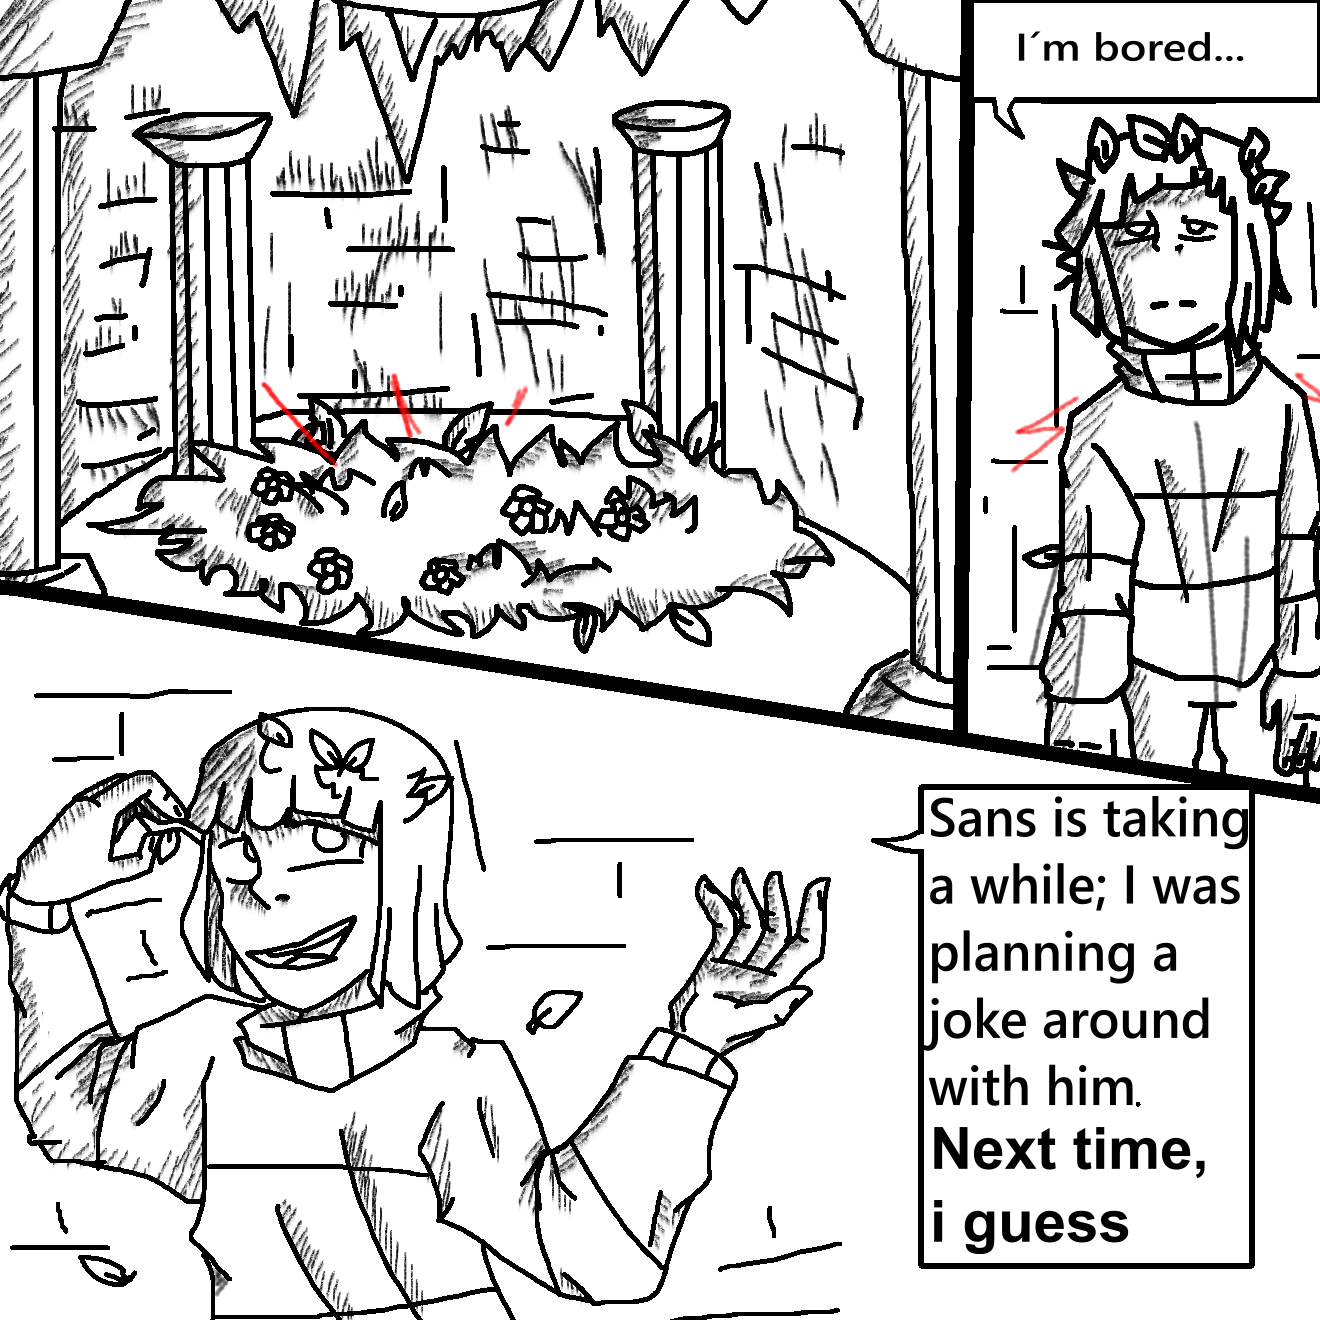 I´m bored...
Sans is taking
a while; I was
planning a
joke around
with him.
Next time,
i guess